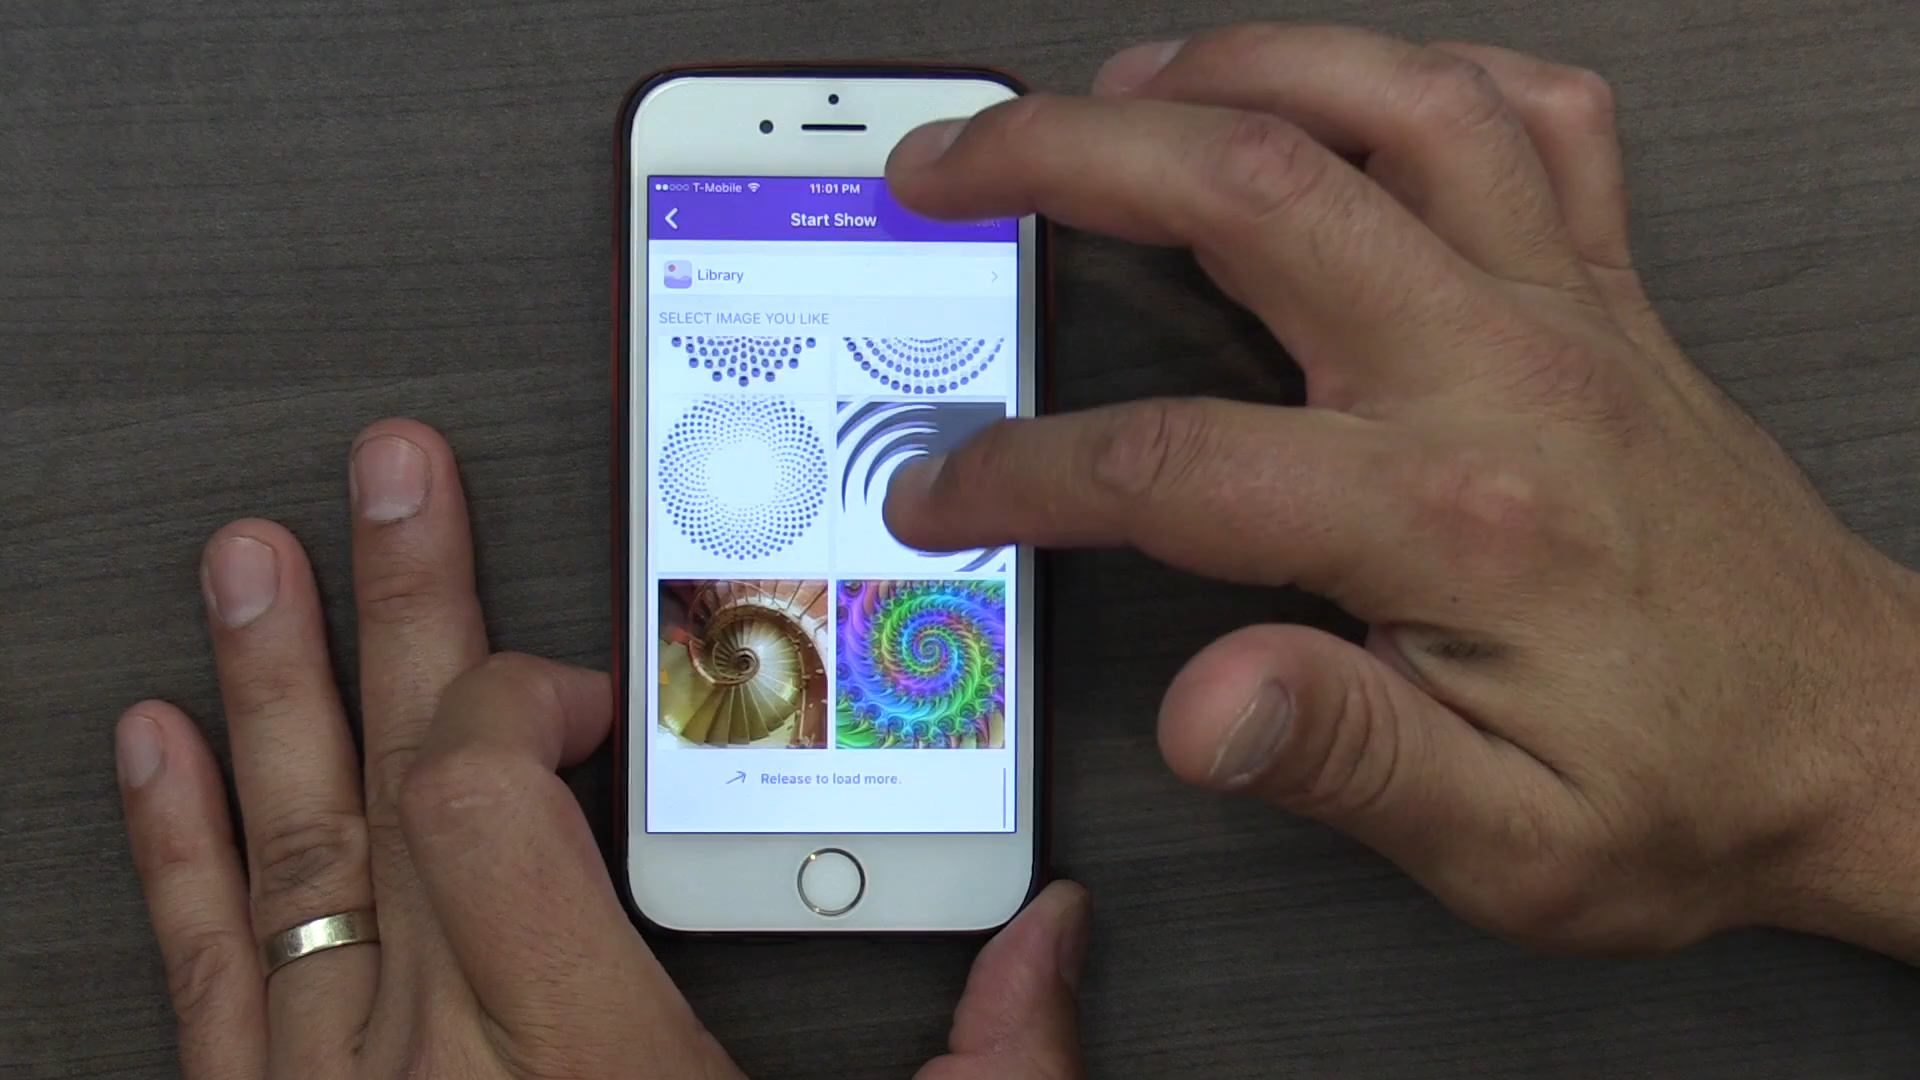 T-Mobile 11:01 PM
Start Show
Library
SELECT IMAGE YOU LIKE
Release to load more.